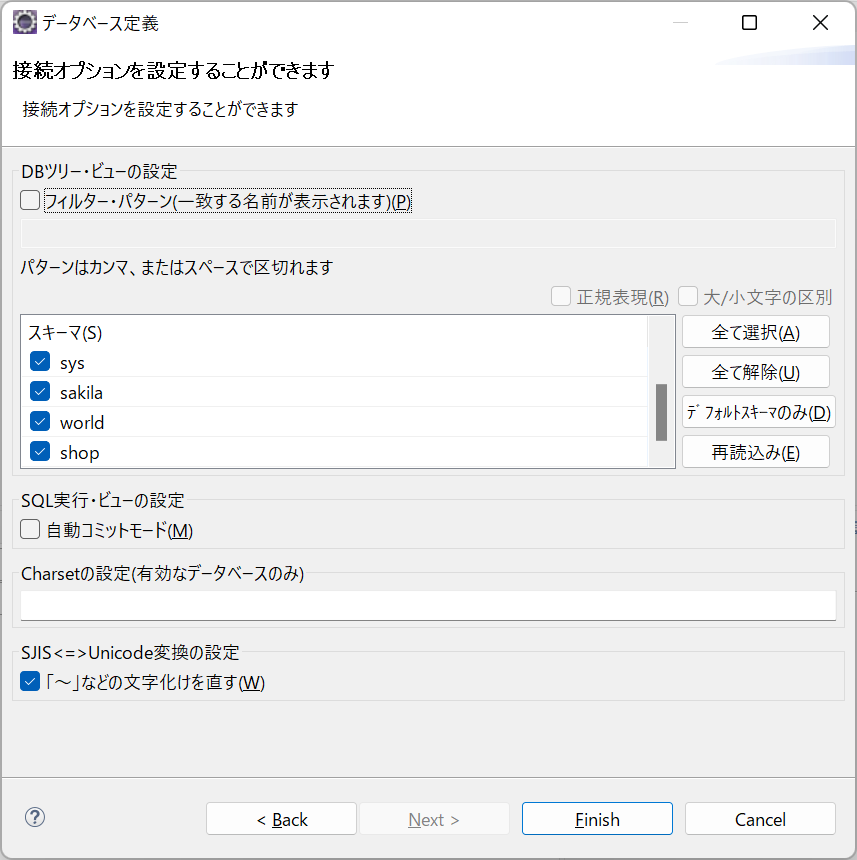 データベース定義
接続オプションを設定することができます
接続オプションを設定することができます
DBツリー・ビューの設定
フィルター・パターン(一致する名前が表示されます)(P)
パターンはカンマ、またはスペースで区切れます
正規表現(R) 大/小文字の区別
スキーマ(S)
sys
sakila
world
shop
全て選択(A)
全て解除(U)
ﾃﾞﾌｫﾙﾄｽｷｰﾏのみ(D)
再読込み(E)
SQL実行・ビューの設定
自動コミットモード(M)
Charsetの設定(有効なデータベースのみ)
SJIS<=>Unicode変換の設定
「～」などの文字化けを直す(W)
?
< Back Next > Finish Cancel